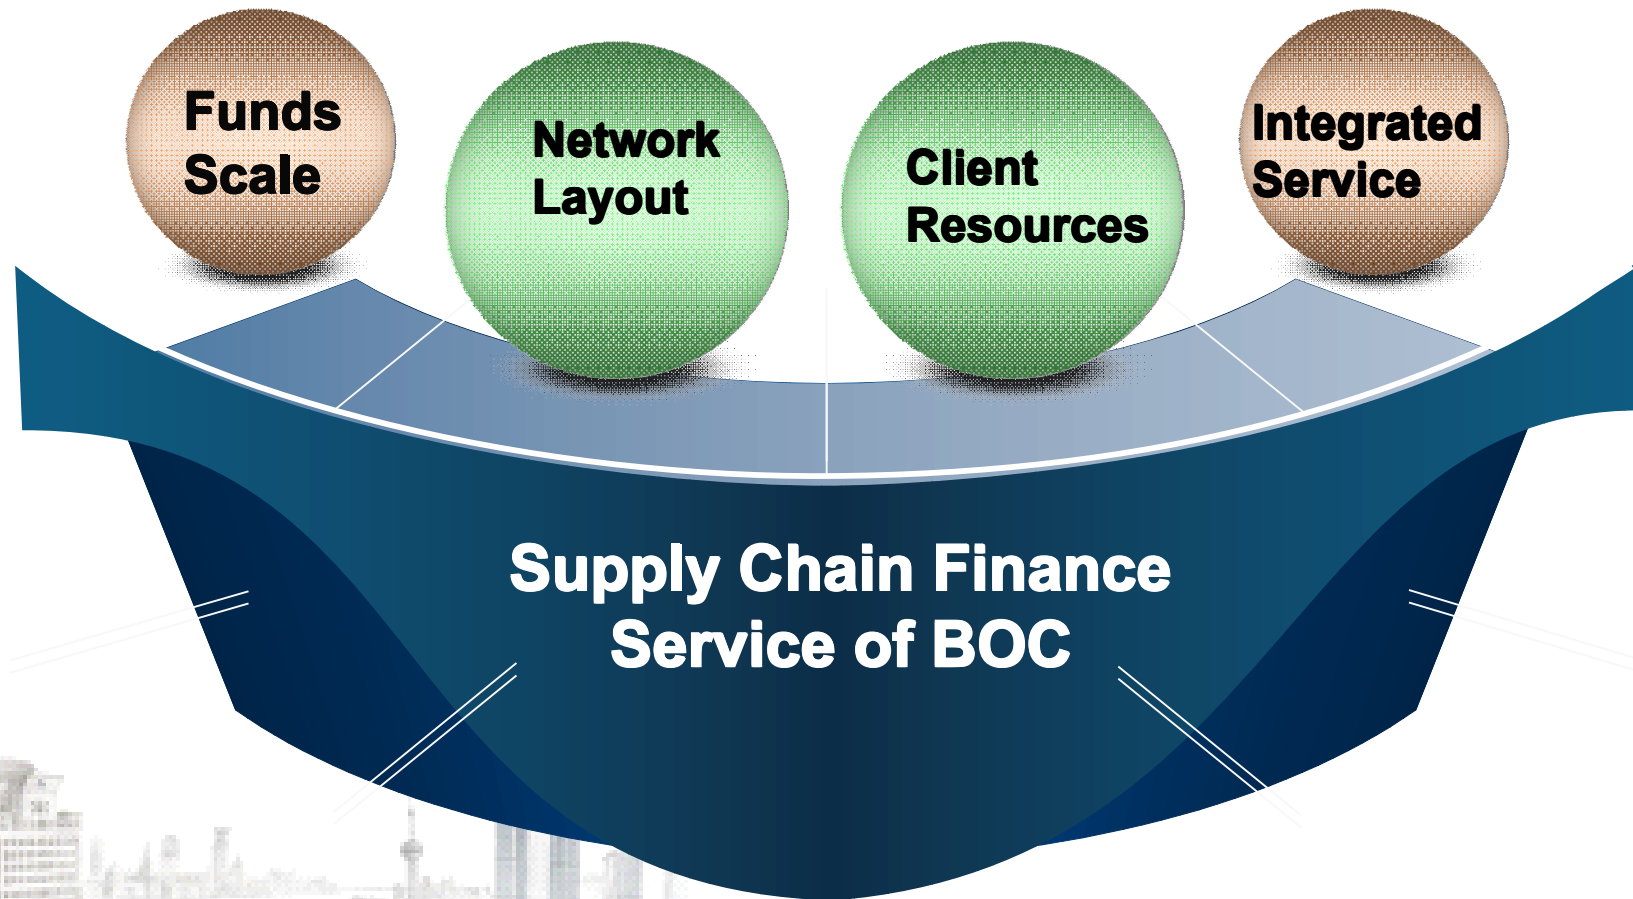 Funds
Scale
Network
Layout
Client
Resources
Integrated
Service
Supply Chain Finance
Service of BOC